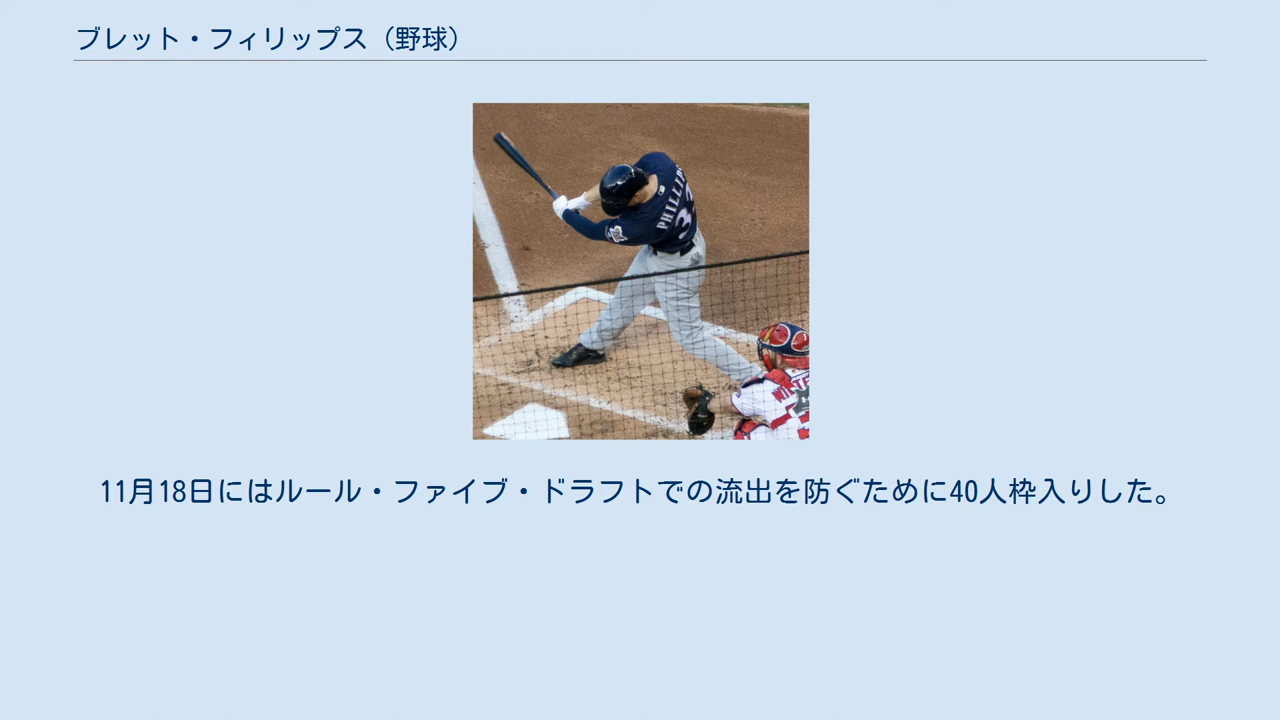 ブレット・フィリップス（野球）
PHILLIPS
33
11月18日にはルール・ファイブ・ドラフトでの流出を防ぐために40人枠入りした。